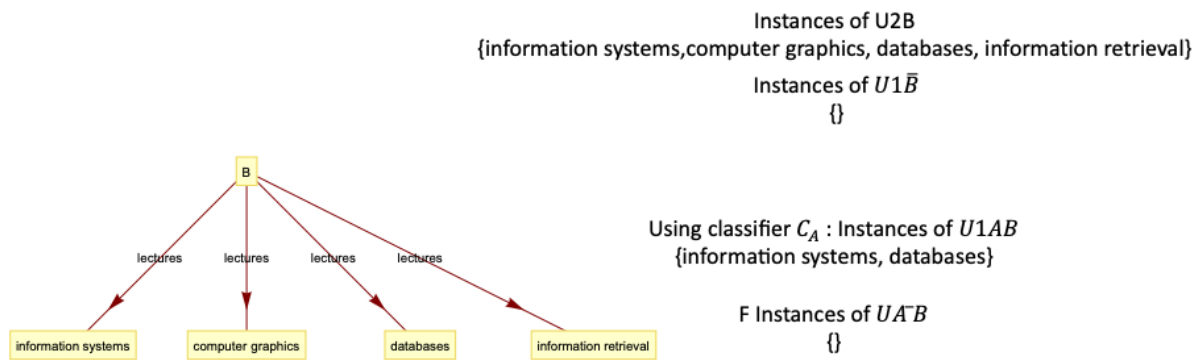 Instances of U2B
{information systems,computer graphics, databases, information retrieval}
Instances of 𝑈1𝐵̅
{}
B
lectures lectures lectures lectures
Using classifier 𝐶_𝐴 : Instances of 𝑈1𝐴𝐵
{information systems, databases}
F Instances of 𝑈𝐴¯𝐵
{}
information systems computer graphics databases information retrieval